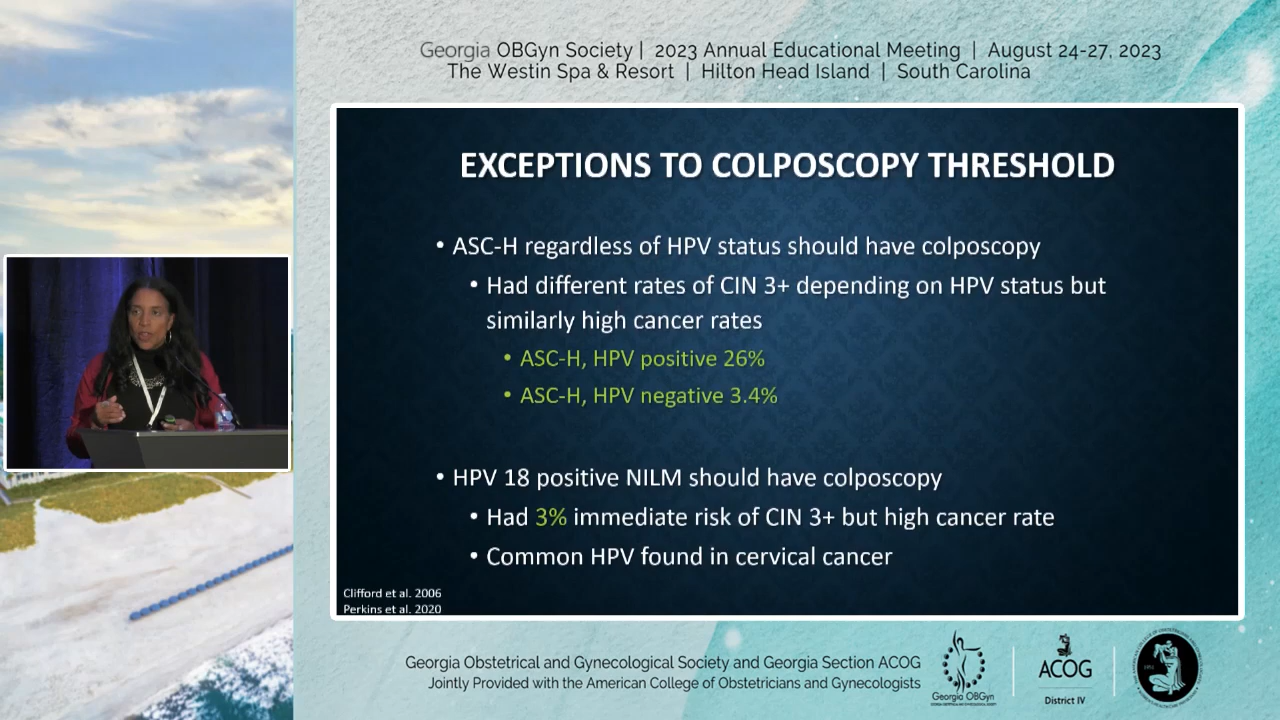 Georgia OBGyn Society | 2023 Annual Educational Meeting | August 24-27, 2023
The Westin Spa & Resort | Hilton Head Island | South Carolina
EXCEPTIONS TO COLPOSCOPY THRESHOLD
• ASC-H regardless of HPV status should have colposcopy
• Had different rates of CIN 3+ depending on HPV status but
similarly high cancer rates
• ASC-H, HPV positive 26%
• ASC-H, HPV negative 3.4%
• HPV 18 positive NILM should have colposcopy
• Had 3% immediate risk of CIN 3+ but high cancer rate
• Common HPV found in cervical cancer
Clifford et al. 2006
Perkins et al. 2020
Georgia Obstetrical and Gynecological Society and Georgia Section ACOG
Jointly Provided with the American College of Obstetricians and Gynecologists
Georgia OBGyn
ACOG
District IV